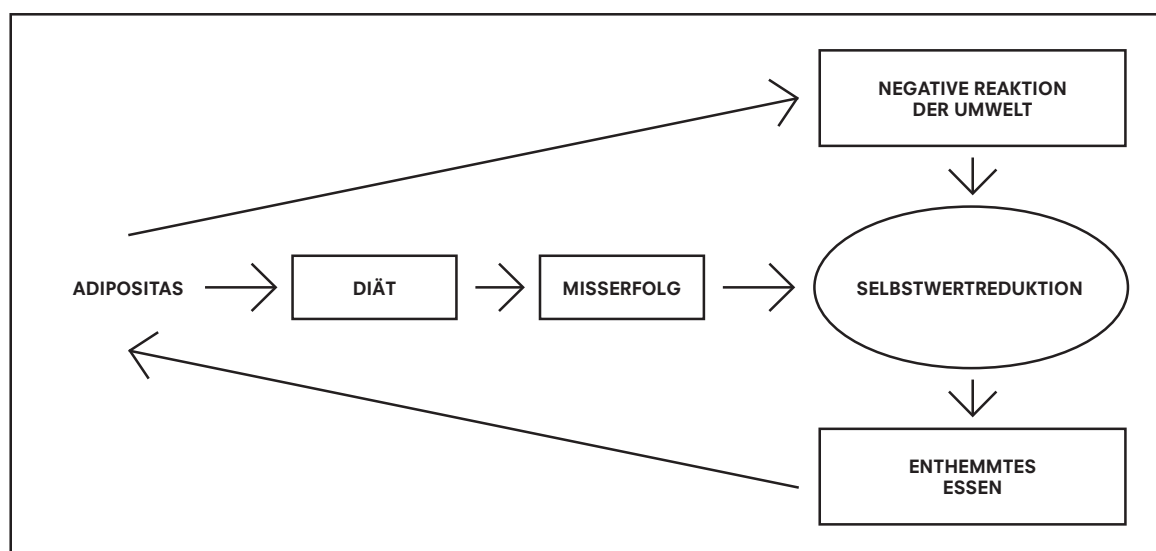 NEGATIVE REAKTION
DER UMWELT
ADIPOSITAS
DIÄT
MISSERFOLG
SELBSTWERTREDUKTION
ENTHEMMTES
ESSEN